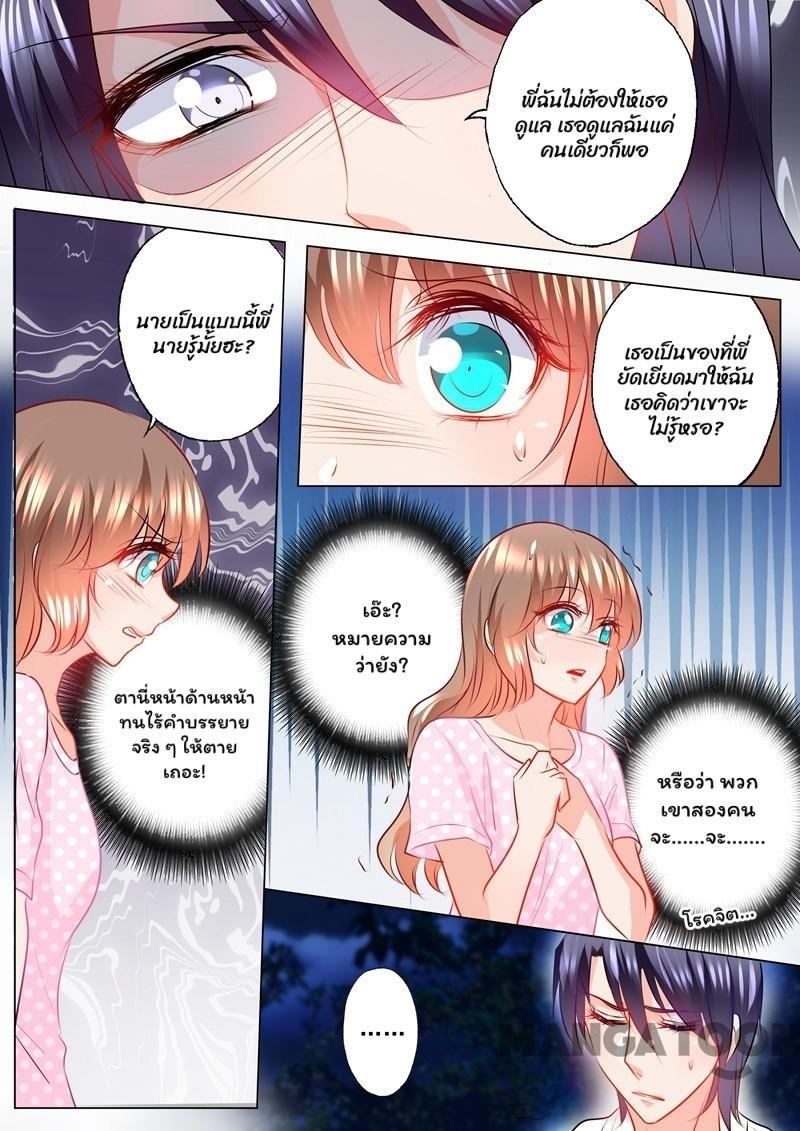 พี่ฉันไม่ต้องให้เธอ
ดูแล เธอดูแลฉันแค่
คนเดียวก็พอ
นายเป็นแบบนี้พี่
นายรู้มั้ยฮะ?
เธอเป็นของที่พี่
ยัดเยียดมาให้ฉัน
เธอคิดว่าเขาจะ
ไม่รู้หรอ?
ตานี่หน้าด้านหน้า
ทนไร้คำบรรยาย
จริง ๆ ให้ตาย
เถอะ!
เอ๊ะ?
หมายความ
ว่ายัง?
หรือว่า พวก
เขาสองคน
จะ......จะ.......
โรคจิต...
......
MANGATOON